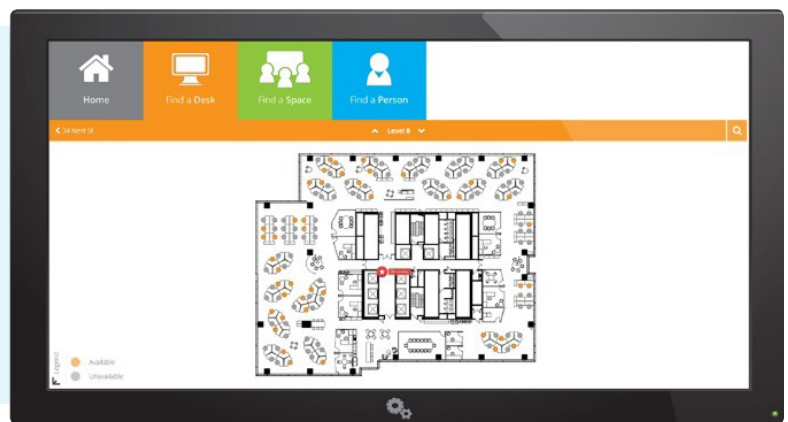 Home
Find a Desk
Find a Space
Find a Person
34 Kent St
Level 8
Legend
Available
Unavailable